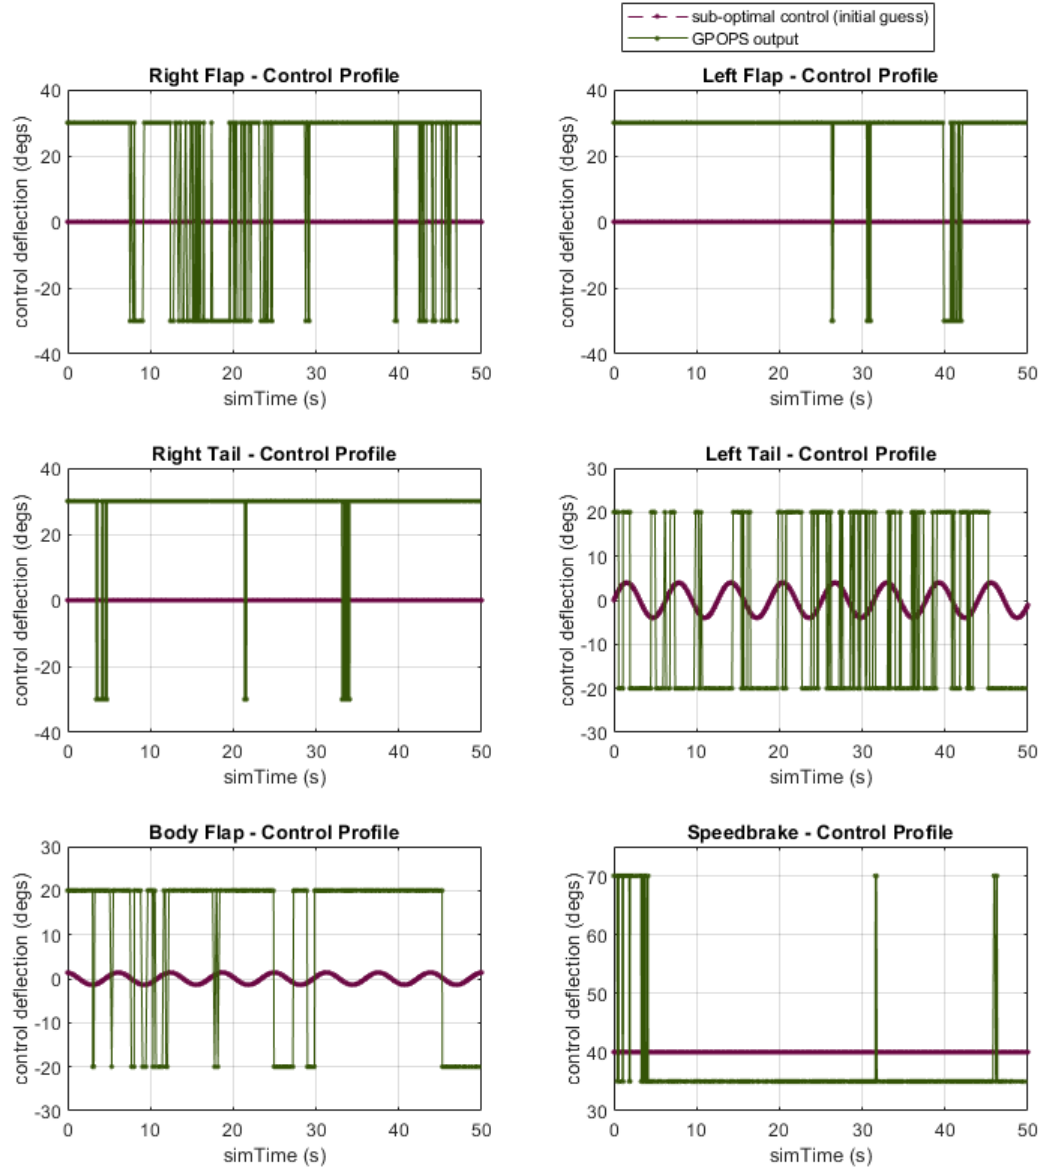 sub-optimal control (initial guess)
GPOPS output
Right Flap - Control Profile
control deflection (degs)
40
20
0
-20
-40
0 10 20 30 40 50
simTime (s)
Left Flap - Control Profile
control deflection (degs)
40
20
0
-20
-40
0 10 20 30 40 50
simTime (s)
Right Tail - Control Profile
control deflection (degs)
40
20
0
-20
-40
0 10 20 30 40 50
simTime (s)
Left Tail - Control Profile
control deflection (degs)
30
20
10
0
-10
-20
-30
0 10 20 30 40 50
simTime (s)
Body Flap - Control Profile
control deflection (degs)
30
20
10
0
-10
-20
-30
0 10 20 30 40 50
simTime (s)
Speedbrake - Control Profile
control deflection (degs)
70
60
50
40
30
0 10 20 30 40 50
simTime (s)